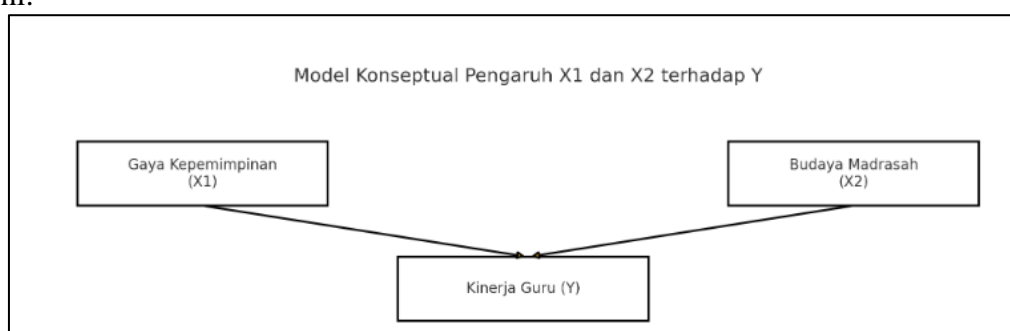 Model Konseptual Pengaruh X1 dan X2 terhadap Y
Gaya Kepemimpinan
(X1)
Budaya Madrasah
(X2)
Kinerja Guru (Y)